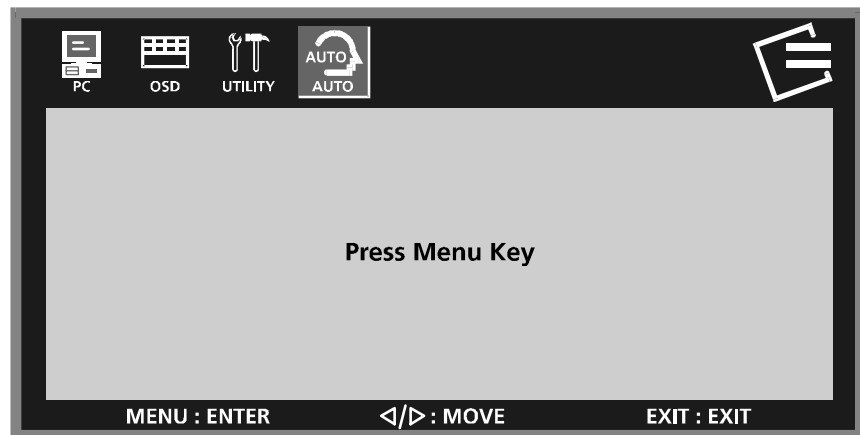 AUTO
PC OSD UTILITY AUTO
Press Menu Key
MENU : ENTER ◁/▷ : MOVE EXIT : EXIT